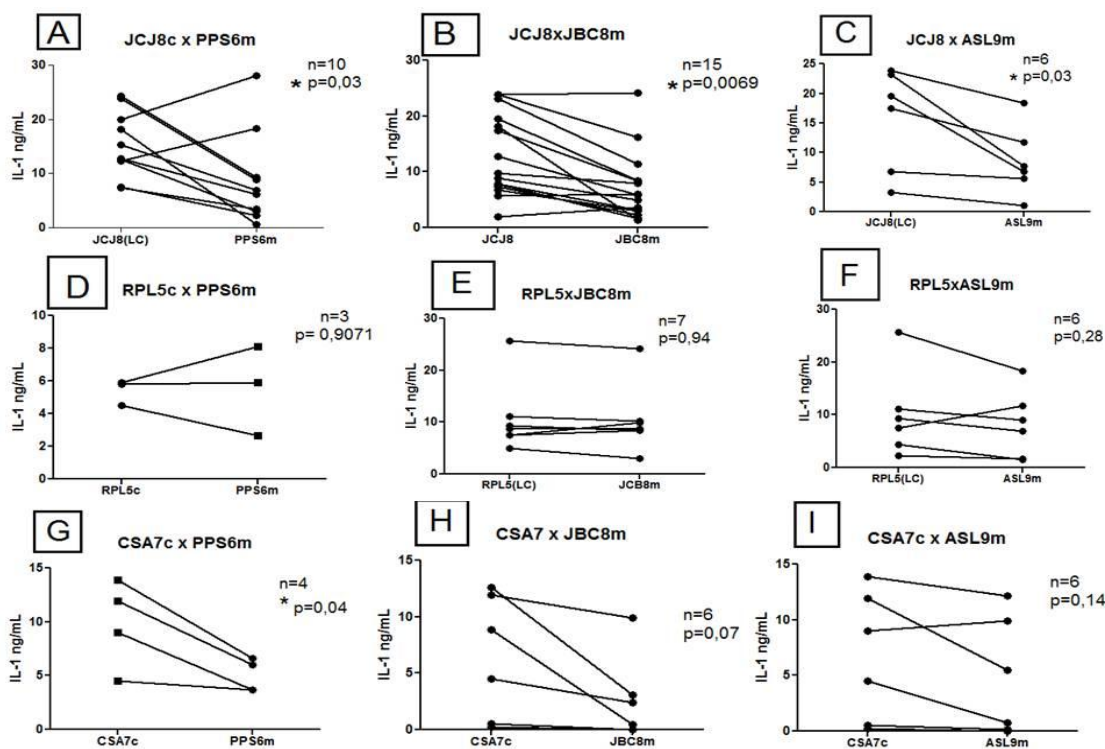 A
JCJ8c x PPS6m
n=10
* p=0,03
IL-1 ng/mL
30
20
10
0
JCJ8(LC)
PPS6m
B
JCJ8xJBC8m
n=15
* p=0,0069
IL-1 ng/mL
30
20
10
0
JCJ8
JBC8m
C
JCJ8 x ASL9m
n=6
* p=0,03
IL-1 ng/mL
25
20
15
10
5
0
JCJ8(LC)
ASL9m
D
RPL5c x PPS6m
n=3
p= 0,9071
IL-1 ng/mL
8
6
4
2
0
RPL5c
PPS6m
E
RPL5xJBC8m
n=7
p=0,94
IL-1 ng/mL
30
20
10
0
RPL5(LC)
JCB8m
F
RPL5xASL9m
n=6
p=0,28
IL-1 ng/mL
30
20
10
0
RPL5(LC)
ASL9m
G
CSA7c x PPS6m
n=4
* p=0,04
IL-1 ng/mL
15
10
5
0
CSA7c
PPS6m
H
CSA7 x JBC8m
n=6
p=0,07
IL-1 ng/mL
15
10
5
0
CSA7c
JBC8m
I
CSA7c x ASL9m
n=6
p=0,14
IL-1 ng/mL
15
10
5
0
CSA7c
ASL9m